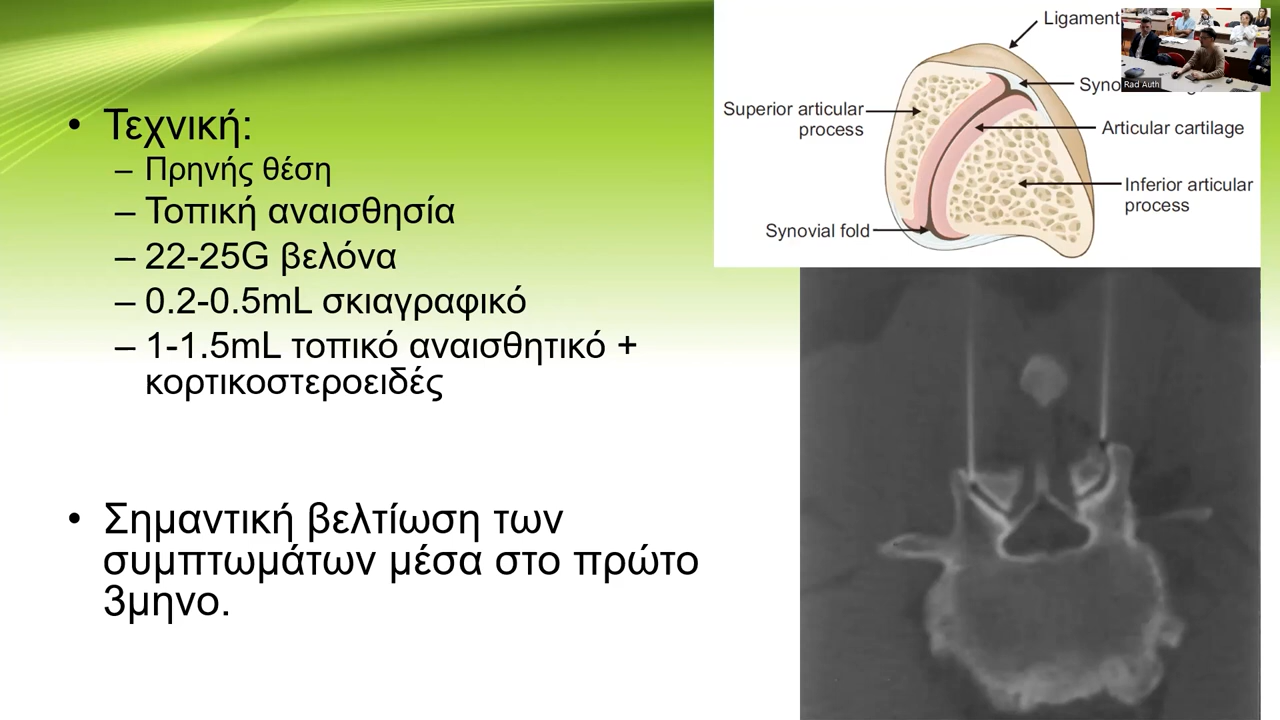 • Τεχνική:
– Πρηνής θέση
– Τοπική αναισθησία
– 22-25G βελόνα
– 0.2-0.5mL σκιαγραφικό
– 1-1.5mL τοπικό αναισθητικό +
κορτικοστεροειδές
• Σημαντική βελτίωση των
συμπτωμάτων μέσα στο πρώτο
3μηνο.
Ligament
Superior articular
process
Articular cartilage
Inferior articular
process
Synovial fold
Rad Auth